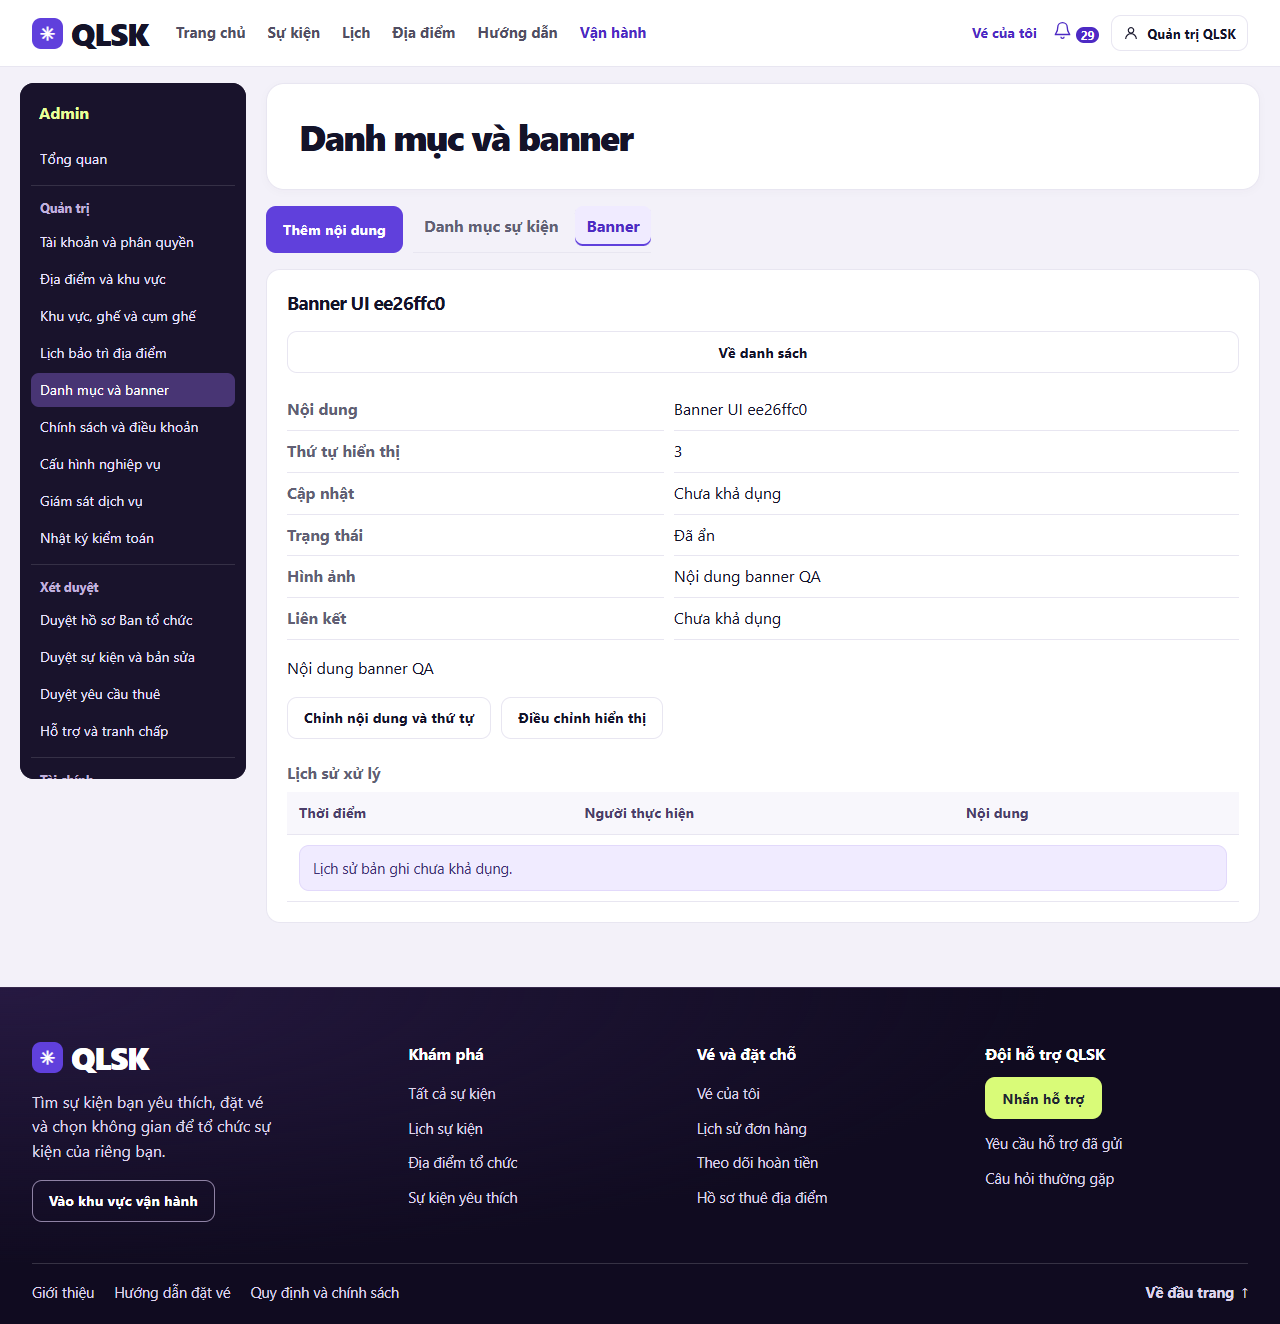 QLSK
Trang chủ
Sự kiện
Lịch
Địa điểm
Hướng dẫn
Vận hành
Vé của tôi
29
Quản trị QLSK
Admin
Tổng quan
Quản trị
Tài khoản và phân quyền
Địa điểm và khu vực
Khu vực, ghế và cụm ghế
Lịch bảo trì địa điểm
Danh mục và banner
Chính sách và điều khoản
Cấu hình nghiệp vụ
Giám sát dịch vụ
Nhật ký kiểm toán
Xét duyệt
Duyệt hồ sơ Ban tổ chức
Duyệt sự kiện và bản sửa
Duyệt yêu cầu thuê
Hỗ trợ và tranh chấp
Danh mục và banner
Thêm nội dung
Danh mục sự kiện
Banner
Banner UI ee26ffc0
Về danh sách
Nội dung Banner UI ee26ffc0
Thứ tự hiển thị 3
Cập nhật Chưa khả dụng
Trạng thái Đã ẩn
Hình ảnh Nội dung banner QA
Liên kết Chưa khả dụng
Nội dung banner QA
Chỉnh nội dung và thứ tự
Điều chỉnh hiển thị
Lịch sử xử lý
Thời điểm Người thực hiện Nội dung
Lịch sử bản ghi chưa khả dụng.
QLSK
Tìm sự kiện bạn yêu thích, đặt vé
và chọn không gian để tổ chức sự
kiện của riêng bạn.
Vào khu vực vận hành
Khám phá
Tất cả sự kiện
Lịch sự kiện
Địa điểm tổ chức
Sự kiện yêu thích
Vé và đặt chỗ
Vé của tôi
Lịch sử đơn hàng
Theo dõi hoàn tiền
Hồ sơ thuê địa điểm
Đội hỗ trợ QLSK
Nhắn hỗ trợ
Yêu cầu hỗ trợ đã gửi
Câu hỏi thường gặp
Giới thiệu
Hướng dẫn đặt vé
Quy định và chính sách
Về đầu trang ↑